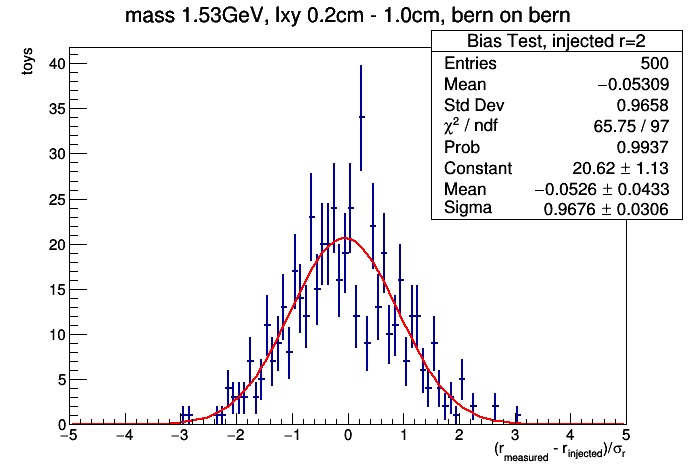 mass 1.53GeV, lxy 0.2cm - 1.0cm, bern on bern
Bias Test, injected r=2
Entries 500
Mean −0.05309
Std Dev 0.9658
χ² / ndf 65.75 / 97
Prob 0.9937
Constant 20.62 ± 1.13
Mean −0.0526 ± 0.0433
Sigma 0.9676 ± 0.0306
toys
40
35
30
25
20
15
10
5
0
−5 −4 −3 −2 −1 0 1 2 3 4 5
(r_measured - r_injected)/σ_r